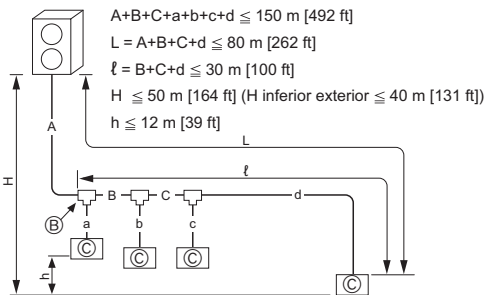 A+B+C+a+b+c+d ≦ 150 m [492 ft]
L = A+B+C+d ≦ 80 m [262 ft]
ℓ = B+C+d ≦ 30 m [100 ft]
H ≦ 50 m [164 ft] (H inferior exterior ≦ 40 m [131 ft])
h ≦ 12 m [39 ft]
A
L
H
ℓ
B C d
Ⓑ a b c
Ⓒ Ⓒ Ⓒ
h
Ⓒ